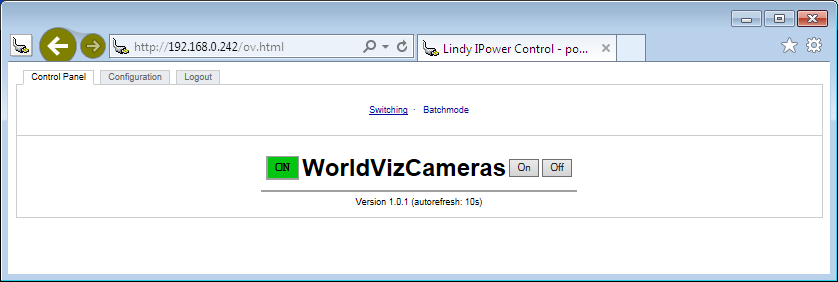 http://192.168.0.242/ov.html
Lindy IPower Control - po...
Control Panel Configuration Logout
Switching · Batchmode
ON WorldVizCameras On Off
Version 1.0.1 (autorefresh: 10s)